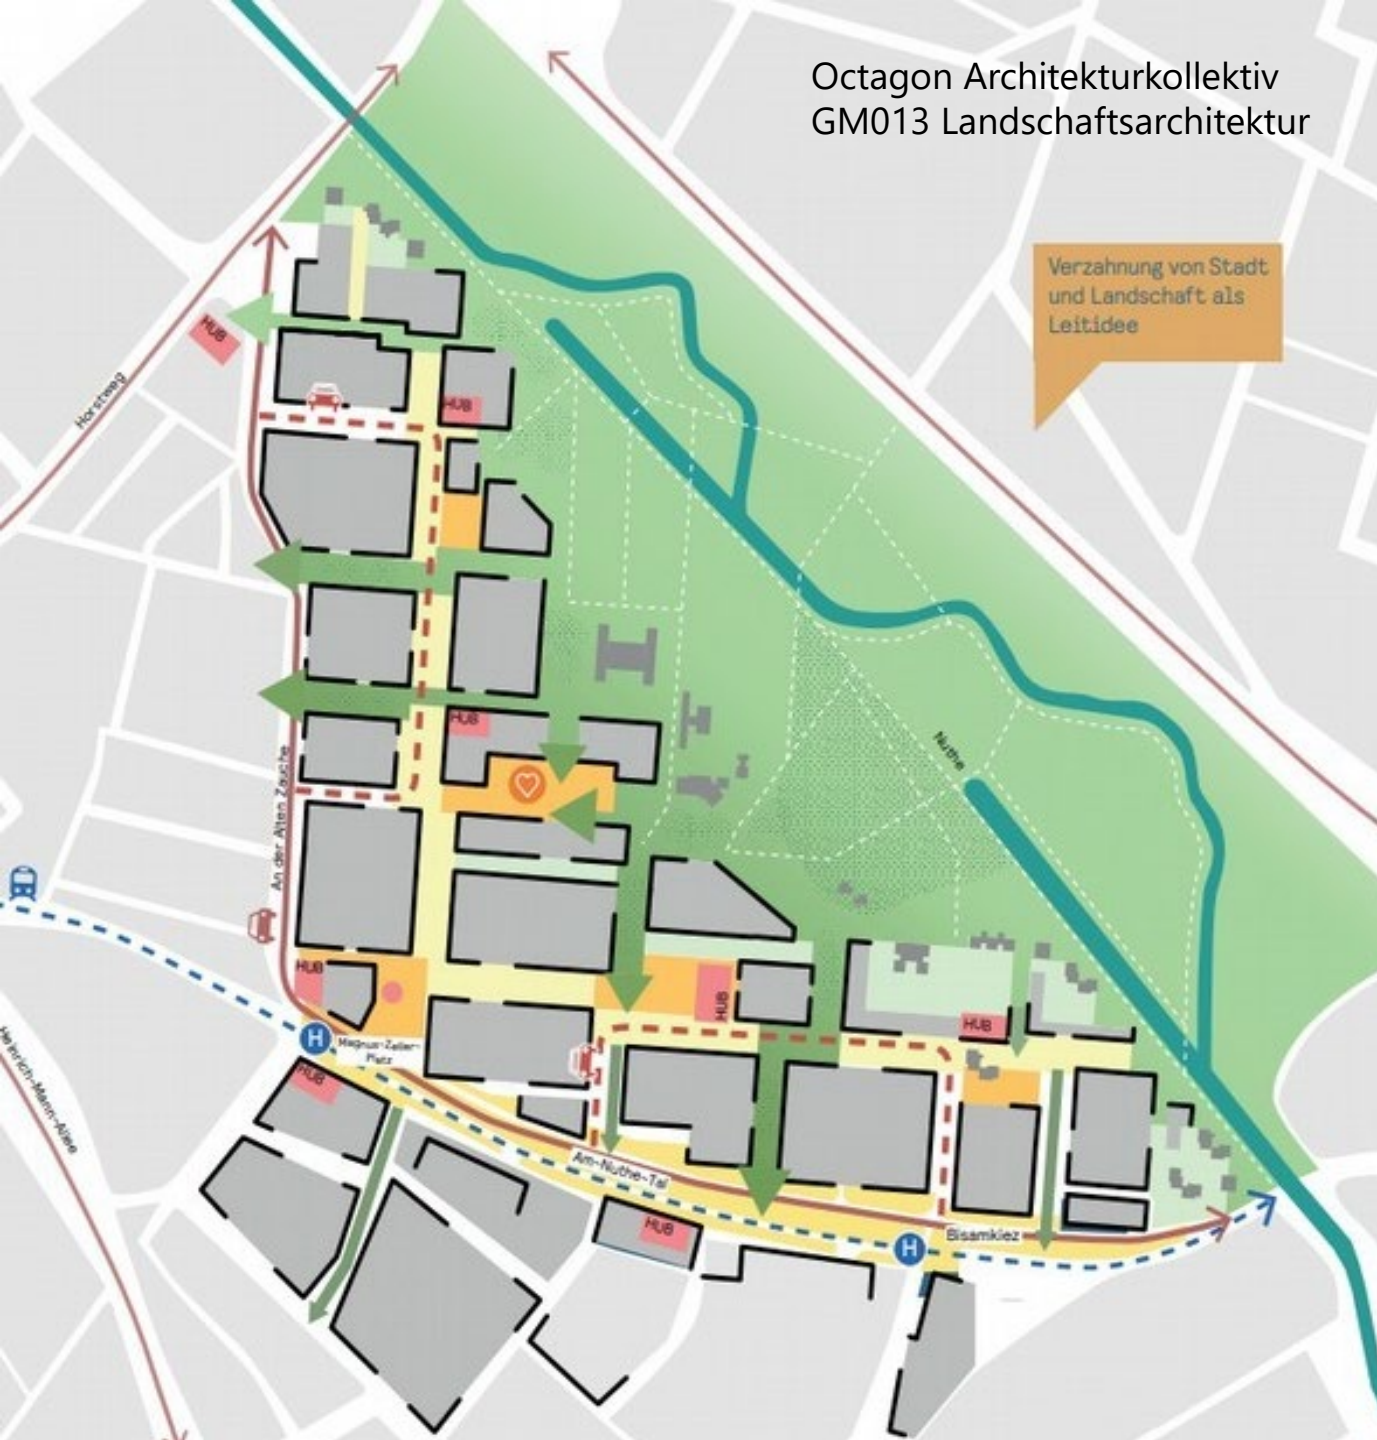 Octagon Architekturkollektiv
GM013 Landschaftsarchitektur
Verzahnung von Stadt
und Landschaft als
Leitidee
HUB
Horstweg
HUB
HUB
Nuthe
An der Alten Zauche
HUB
HUB
HUB
H
Magnus-Zeller-
Platz
HUB
Heinrich-Mann-Allee
Am-Nuthe-Tal
HUB
Bisamkiez
H